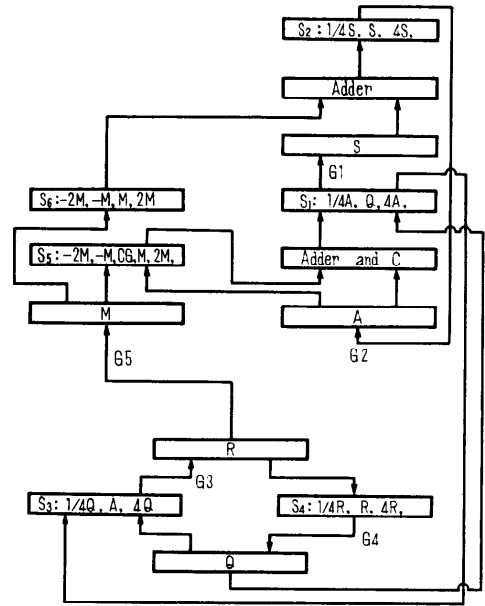 S₂:1/4S. S. 4S.
Adder
S
G1
S₆:-2M,-M,M,2M
S₁: 1/4A. Q,4A.
S₅:-2M,-M,CG,M,2M,
Adder and C
M
A
G2
G5
R
G3
S₃:1/4Q, A, 4Q
S₄:1/4R. R. 4R,
G4
Q